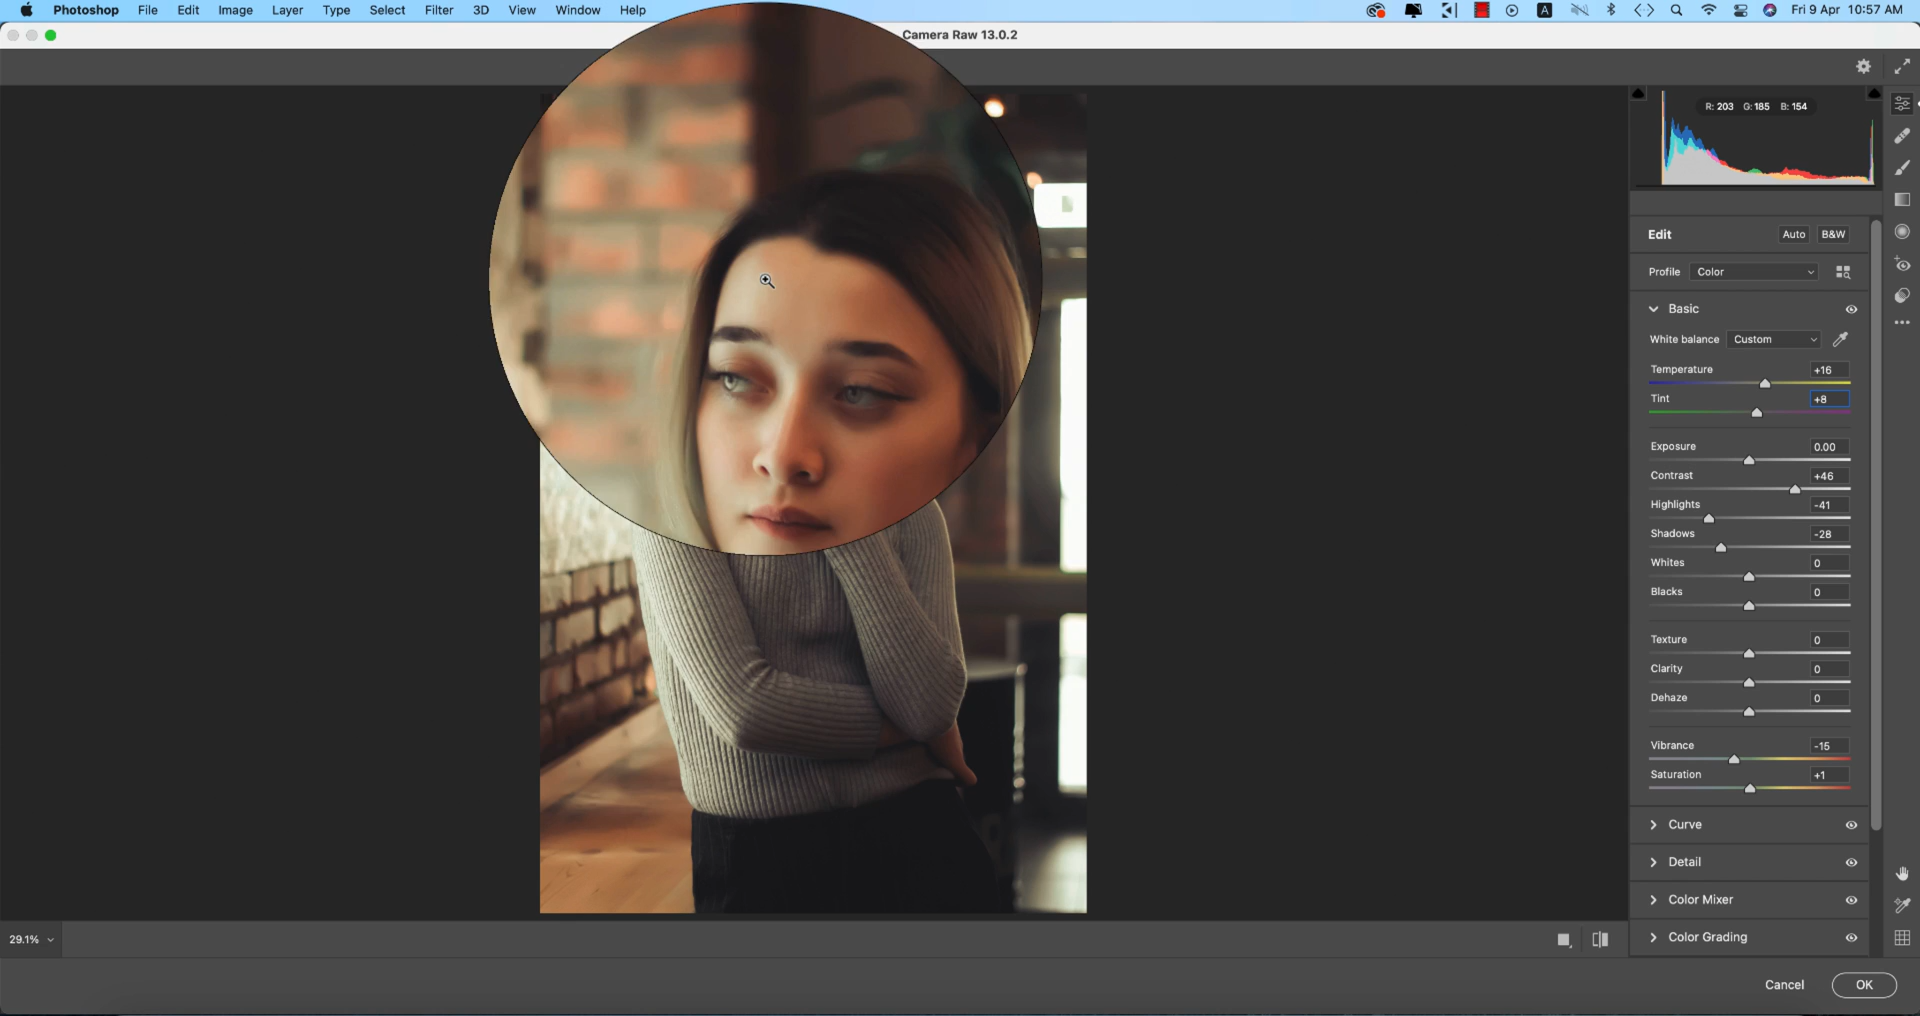 Photoshop File Edit Image Layer Type Select Filter 3D View Window Help A Fri 9 Apr 10:57 AM
Camera Raw 13.0.2
R: 203 G: 185 B: 154
Edit Auto B&W
Profile Color
Basic
White balance Custom
Temperature +16
Tint +8
Exposure 0.00
Contrast +46
Highlights -41
Shadows -28
Whites 0
Blacks 0
Texture 0
Clarity 0
Dehaze 0
Vibrance -15
Saturation +1
Curve
Detail
Color Mixer
Color Grading
29.1%
Cancel OK